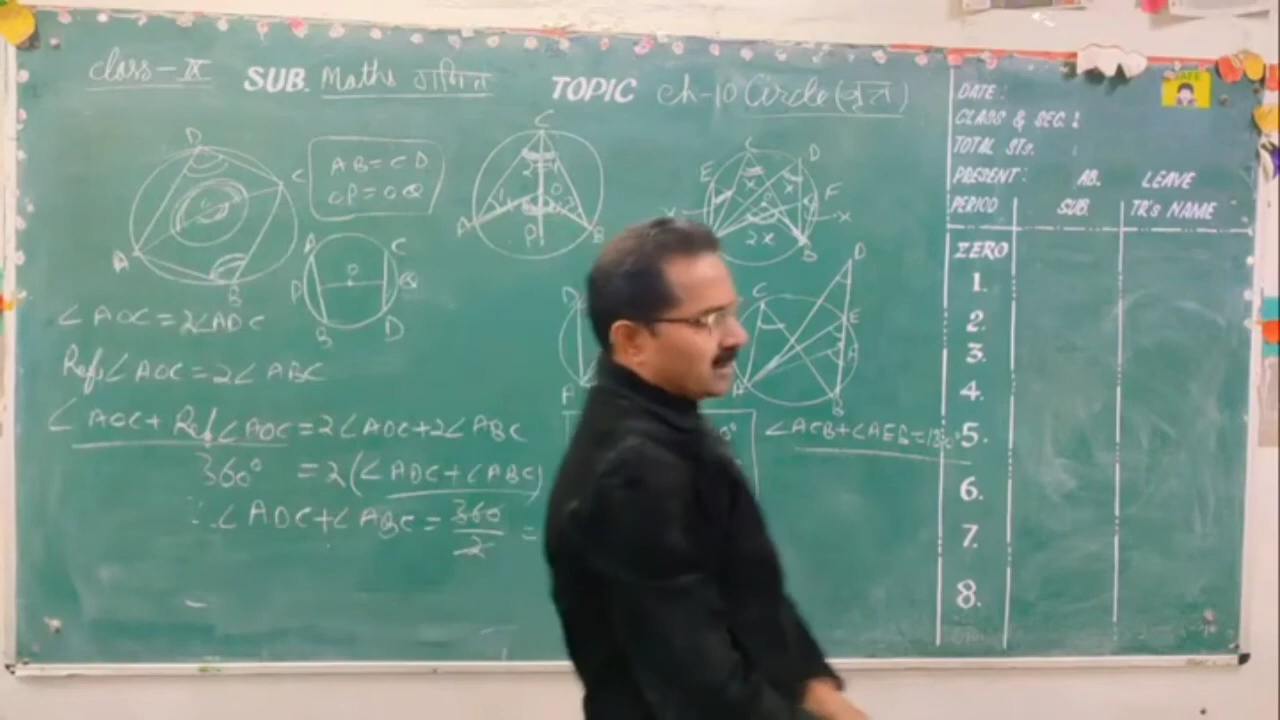 class-IX SUB. Maths गणित TOPIC ch-10 Circle (वृत्त)
DATE:
CLASS & SEC:
TOTAL STS.
PRESENT: AB. LEAVE
PERIOD SUB. TR's NAME
ZERO
1.
2.
3.
4.
5.
6.
7.
8.
D
C
A
B
AB=CD
OP=OQ
A C
O
Q
B D
C
O
A B
P
C
D
E
F
x x
2x
x
B
D
C
E
A
B
∠AOC=2∠ADC
Ref.∠AOC=2∠ABC
∠AOC+Ref∠AOC=2∠ADC+2∠ABC
360° =2(∠ADC+∠ABC)
∴∠ADC+∠ABC=360/2 =
∠ACB+∠AEB=180°